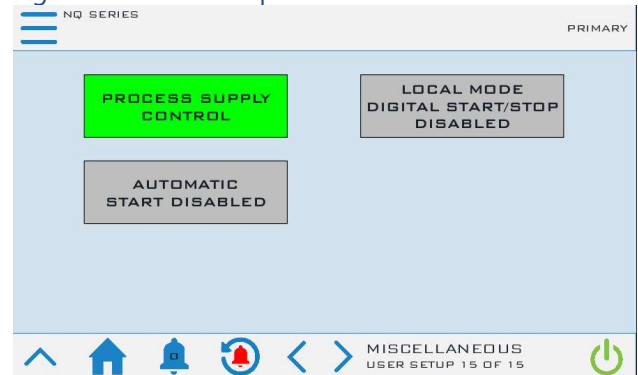 NQ SERIES
PRIMARY
PROCESS SUPPLY
CONTROL
LOCAL MODE
DIGITAL START/STOP
DISABLED
AUTOMATIC
START DISABLED
0
MISCELLANEOUS
USER SETUP 15 OF 15